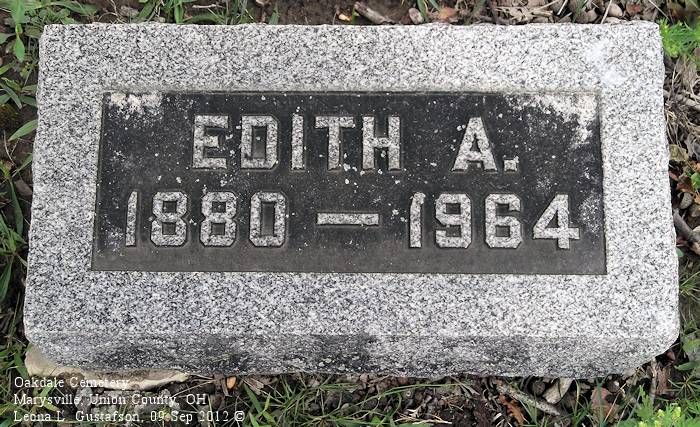 EDITH A.
1880 — 1964
Oakdale Cemetery
Marysville, Union County, OH
Leona L. Gustafson, 09 Sep 2012 ©